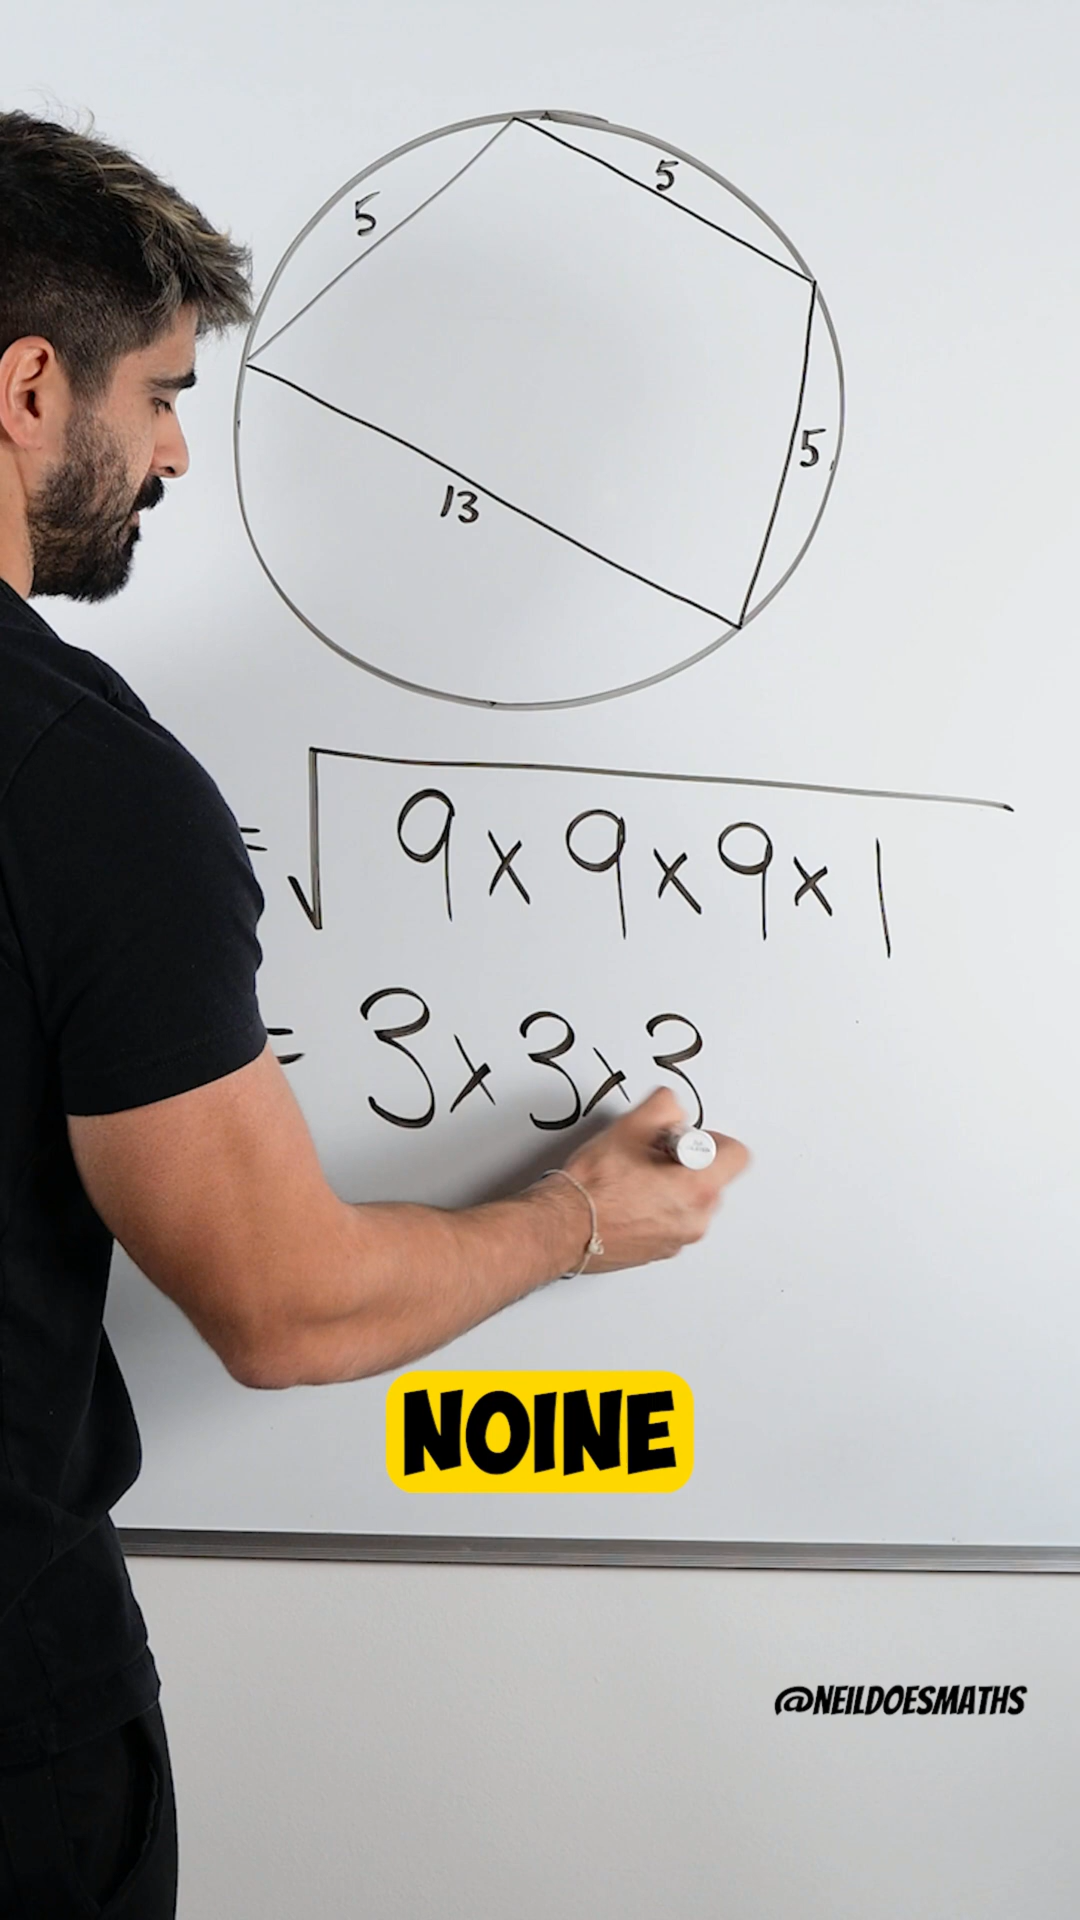 5
5
5
13
= √9 x 9 x 9 x 1
= 3 x 3 x 3
NOINE
@NEILDOESMATHS